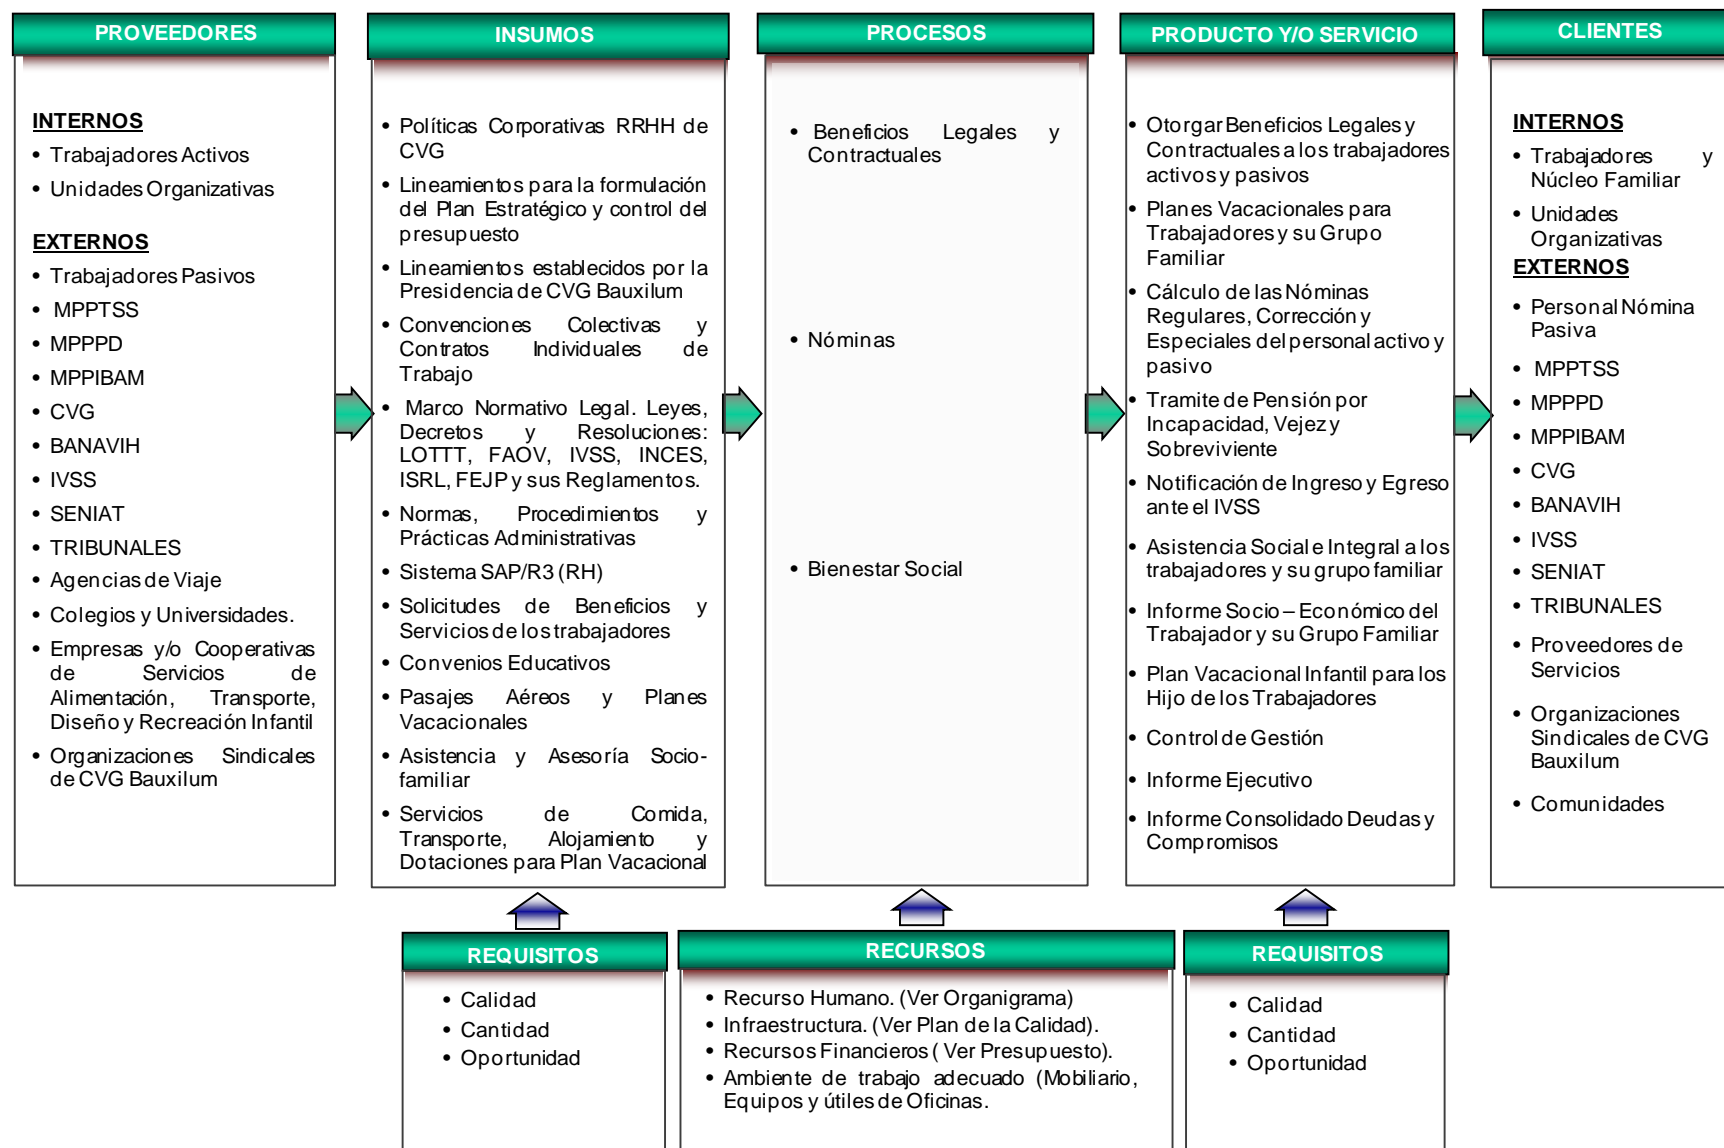 PROVEEDORES
INTERNOS
• Trabajadores Activos
• Unidades Organizativas
EXTERNOS
• Trabajadores Pasivos
• MPPTSS
• MPPPD
• MPPIBAM
• CVG
• BANAVIH
• IVSS
• SENIAT
• TRIBUNALES
• Agencias de Viaje
• Colegios y Universidades.
• Empresas y/o Cooperativas
de Servicios de
Alimentación, Transporte,
Diseño y Recreación Infantil
• Organizaciones Sindicales
de CVG Bauxilum
INSUMOS
• Políticas Corporativas RRHH de
CVG
• Lineamientos para la formulación
del Plan Estratégico y control del
presupuesto
• Lineamientos establecidos por la
Presidencia de CVG Bauxilum
• Convenciones Colectivas y
Contratos Individuales de
Trabajo
• Marco Normativo Legal. Leyes,
Decretos y Resoluciones:
LOTTT, FAOV, IVSS, INCES,
ISRL, FEJP y sus Reglamentos.
• Normas, Procedimientos y
Prácticas Administrativas
• Sistema SAP/R3 (RH)
• Solicitudes de Beneficios y
Servicios de los trabajadores
• Convenios Educativos
• Pasajes Aéreos y Planes
Vacacionales
• Asistencia y Asesoría Socio-
familiar
• Servicios de Comida,
Transporte, Alojamiento y
Dotaciones para Plan Vacacional
PROCESOS
• Beneficios Legales y
Contractuales
• Nóminas
• Bienestar Social
PRODUCTO Y/O SERVICIO
• Otorgar Beneficios Legales y
Contractuales a los trabajadores
activos y pasivos
• Planes Vacacionales para
Trabajadores y su Grupo
Familiar
• Cálculo de las Nóminas
Regulares, Corrección y
Especiales del personal activo y
pasivo
• Tramite de Pensión por
Incapacidad, Vejez y
Sobreviviente
• Notificación de Ingreso y Egreso
ante el IVSS
• Asistencia Social e Integral a los
trabajadores y su grupo familiar
• Informe Socio – Económico del
Trabajador y su Grupo Familiar
• Plan Vacacional Infantil para los
Hijo de los Trabajadores
• Control de Gestión
• Informe Ejecutivo
• Informe Consolidado Deudas y
Compromisos
CLIENTES
INTERNOS
• Trabajadores y
Núcleo Familiar
• Unidades
Organizativas
EXTERNOS
• Personal Nómina
Pasiva
• MPPTSS
• MPPPD
• MPPIBAM
• CVG
• BANAVIH
• IVSS
• SENIAT
• TRIBUNALES
• Proveedores de
Servicios
• Organizaciones
Sindicales de CVG
Bauxilum
• Comunidades
REQUISITOS
• Calidad
• Cantidad
• Oportunidad
RECURSOS
• Recurso Humano. (Ver Organigrama)
• Infraestructura. (Ver Plan de la Calidad).
• Recursos Financieros ( Ver Presupuesto).
• Ambiente de trabajo adecuado (Mobiliario,
Equipos y útiles de Oficinas.
REQUISITOS
• Calidad
• Cantidad
• Oportunidad